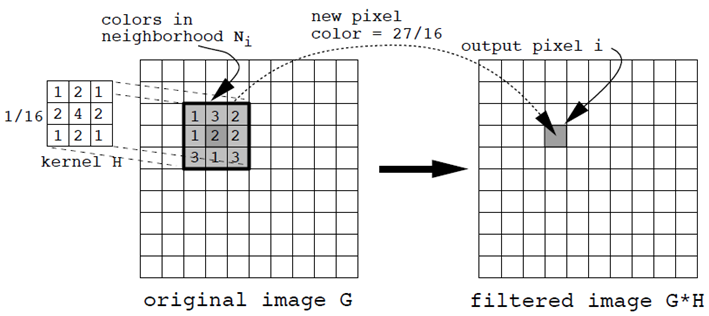 colors in
neighborhood Ni
new pixel
color = 27/16
output pixel i
1 2 1
1/16 2 4 2
1 2 1
kernel H
1 3 2
1 2 2
3 1 3
original image G
filtered image G*H